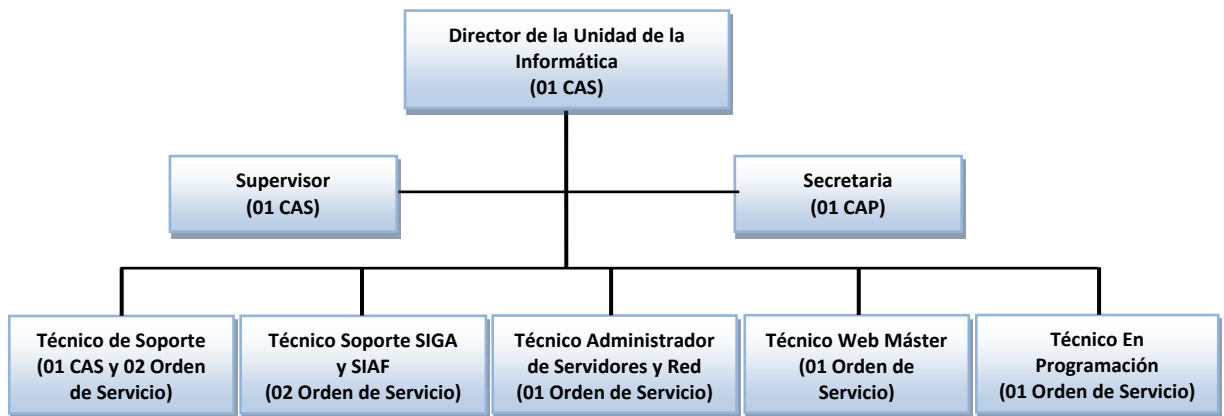 Director de la Unidad de la
Informática
(01 CAS)
Supervisor
(01 CAS)
Secretaria
(01 CAP)
Técnico de Soporte
(01 CAS y 02 Orden
de Servicio)
Técnico Soporte SIGA
y SIAF
(02 Orden de Servicio)
Técnico Administrador
de Servidores y Red
(01 Orden de Servicio)
Técnico Web Máster
(01 Orden de
Servicio)
Técnico En
Programación
(01 Orden de Servicio)